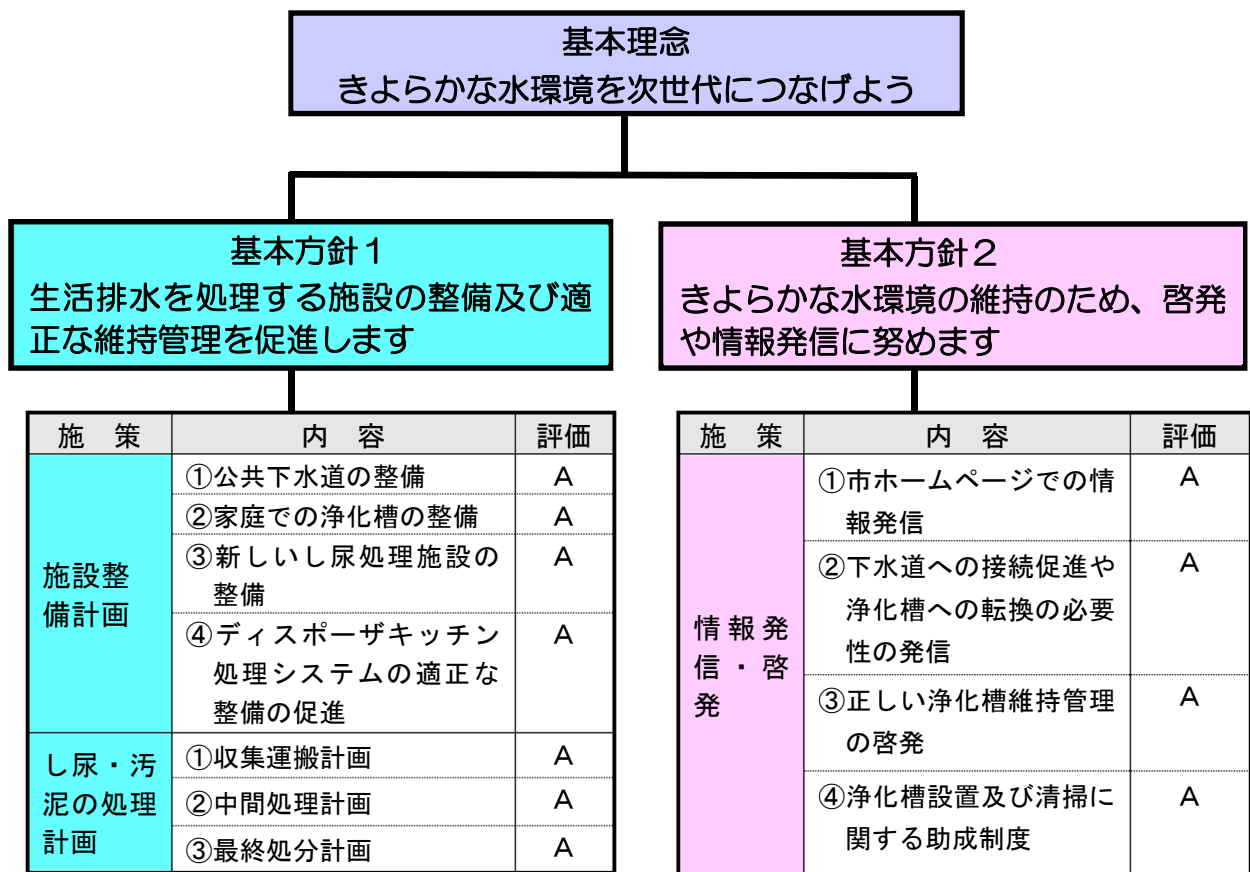 基本理念
きよらかな水環境を次世代につなげよう
基本方針１
生活排水を処理する施設の整備及び適
正な維持管理を促進します
施　策
内　容
評価
施設整
備計画
①公共下水道の整備
A
②家庭での浄化槽の整備
A
③新しいし尿処理施設の
整備
A
④ディスポーザキッチン
処理システムの適正な
整備の促進
A
し尿・汚
泥の処理
計画
①収集運搬計画
A
②中間処理計画
A
③最終処分計画
A
基本方針２
きよらかな水環境の維持のため、啓発
や情報発信に努めます
施　策
内　容
評価
情報発
信・啓
発
①市ホームページでの情
報発信
A
②下水道への接続促進や
浄化槽への転換の必要
性の発信
A
③正しい浄化槽維持管理
の啓発
A
④浄化槽設置及び清掃に
関する助成制度
A